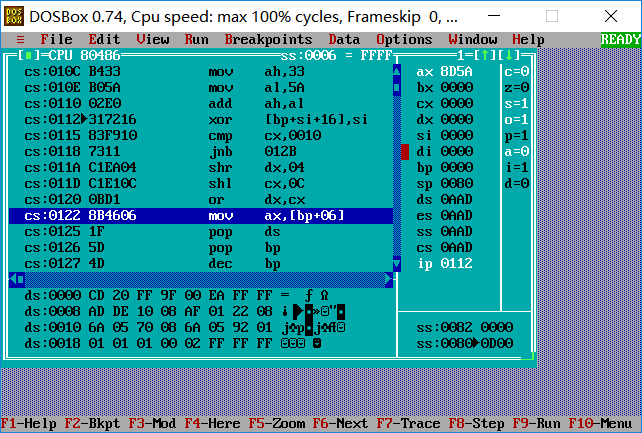 DOSBox 0.74, Cpu speed: max 100% cycles, Frameskip 0, ...
≡ File Edit View Run Breakpoints Data Options Window Help READY
[■]=CPU 80486 ss:0006 = FFFF 1=[↑][↓]
cs:010C B433 mov ah,33 ax 8D5A c=0
cs:010E B05A mov al,5A bx 0000 z=0
cs:0110 02E0 add ah,al cx 0000 s=1
cs:0112►317216 xor [bp+si+16],si dx 0000 o=1
cs:0115 83F910 cmp cx,0010 si 0000 p=1
cs:0118 7311 jnb 012B di 0000 a=0
cs:011A C1EA04 shr dx,04 bp 0000 i=1
cs:011D C1E10C shl cx,0C sp 0080 d=0
cs:0120 0BD1 or dx,cx ds 0AAD
cs:0122 8B4606 mov ax,[bp+06] es 0AAD
cs:0125 1F pop ds ss 0AAD
cs:0126 5D pop bp cs 0AAD
cs:0127 4D dec bp ip 0112
ds:0000 CD 20 FF 9F 00 EA FF FF = ƒ Ω
ds:0008 AD DE 10 08 AF 01 22 08
ds:0010 6A 05 70 08 6A 05 92 01 ss:0082 0000
ds:0018 01 01 01 00 02 FF FF FF ss:0080►0D00
F1-Help F2-Bkpt F3-Mod F4-Here F5-Zoom F6-Next F7-Trace F8-Step F9-Run F10-Menu